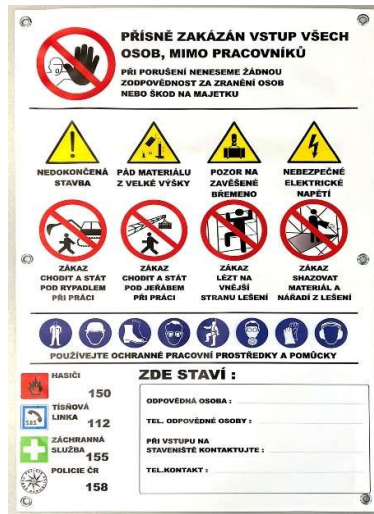 PŘÍSNĚ ZAKÁZÁN VSTUP VŠECH
OSOB, MIMO PRACOVNÍKŮ
PŘI PORUŠENÍ NENESEME ŽÁDNOU
ZODPOVĚDNOST ZA ZRANĚNÍ OSOB
NEBO ŠKOD NA MAJETKU
NEDOKONČENÁ
STAVBA
PÁD MATERIÁLU
Z VELKÉ VÝŠKY
POZOR NA
ZAVĚŠENÉ
BŘEMENO
NEBEZPEČNÉ
ELEKTRICKÉ
NAPĚTÍ
ZÁKAZ
CHODIT A STÁT
POD RYPADLEM
PŘI PRÁCI
ZÁKAZ
CHODIT A STÁT
POD JEŘÁBEM
PŘI PRÁCI
ZÁKAZ
LÉZT NA
VNĚJŠÍ
STRANU LEŠENÍ
ZÁKAZ
SHAZOVAT
MATERIÁL A
NÁŘADÍ Z LEŠENÍ
POUŽÍVEJTE OCHRANNÉ PRACOVNÍ PROSTŘEDKY A POMŮCKY
HASIČI
150
S.O.S.
TÍSŇOVÁ
LINKA
112
ZÁCHRANNÁ
SLUŽBA
155
POLICIE ČR
158
ZDE STAVÍ :
ODPOVĚDNÁ OSOBA :
TEL. ODPOVĚDNÉ OSOBY :
PŘI VSTUPU NA
STAVENIŠTĚ KONTAKTUJTE :
TEL.KONTAKT :